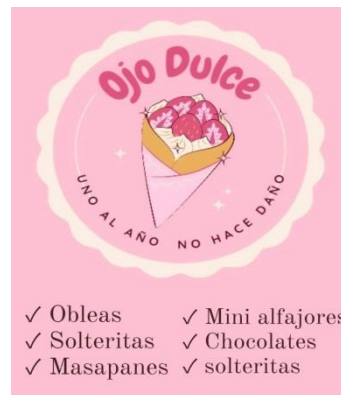 Ojo Dulce
UNO AL AÑO NO HACE DAÑO
✓ Obleas
✓ Solteritas
✓ Masapanes
✓ Mini alfajores
✓ Chocolates
✓ solteritas